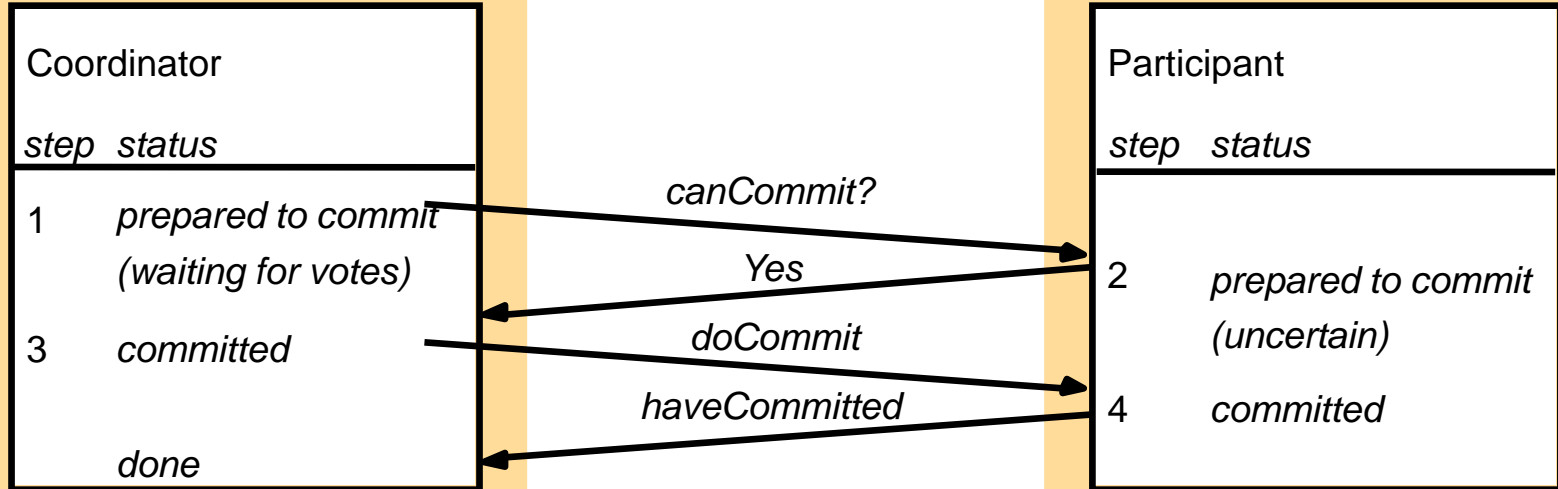 Coordinator
step status
1 prepared to commit
(waiting for votes)
3 committed
done
canCommit?
Yes
doCommit
haveCommitted
Participant
step status
2 prepared to commit
(uncertain)
4 committed